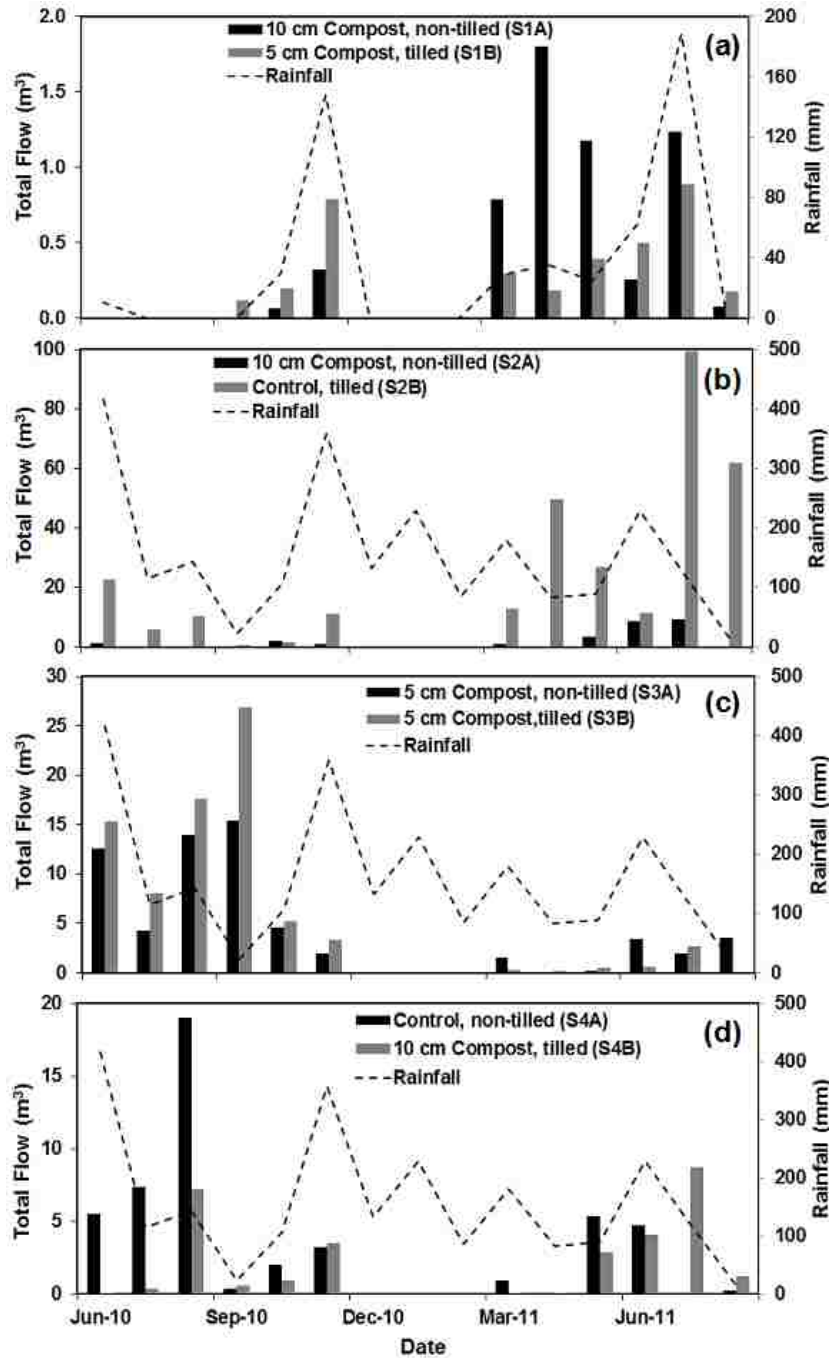 (a)
10 cm Compost, non-tilled (S1A)
5 cm Compost, tilled (S1B)
Rainfall
Total Flow (m³)
2.0
1.5
1.0
0.5
0.0
Rainfall (mm)
200
160
120
80
40
0
(b)
10 cm Compost, non-tilled (S2A)
Control, tilled (S2B)
Rainfall
Total Flow (m³)
100
80
60
40
20
0
Rainfall (mm)
500
400
300
200
100
0
(c)
5 cm Compost, non-tilled (S3A)
5 cm Compost,tilled (S3B)
Rainfall
Total Flow (m³)
30
25
20
15
10
5
0
Rainfall (mm)
500
400
300
200
100
0
(d)
Control, non-tilled (S4A)
10 cm Compost, tilled (S4B)
Rainfall
Total Flow (m³)
20
15
10
5
0
Rainfall (mm)
500
400
300
200
100
0
Jun-10 Sep-10 Dec-10 Mar-11 Jun-11
Date